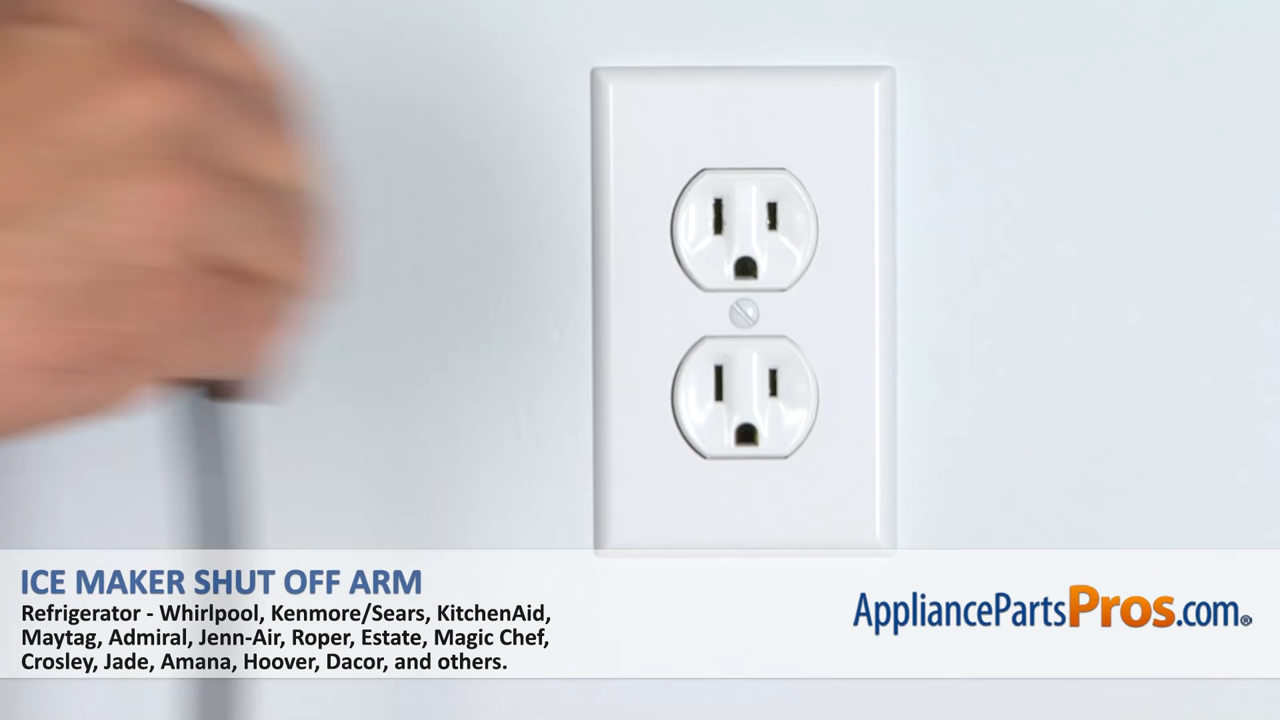 ICE MAKER SHUT OFF ARM
Refrigerator - Whirlpool, Kenmore/Sears, KitchenAid,
Maytag, Admiral, Jenn-Air, Roper, Estate, Magic Chef,
Crosley, Jade, Amana, Hoover, Dacor, and others.
AppliancePartsPros.com®